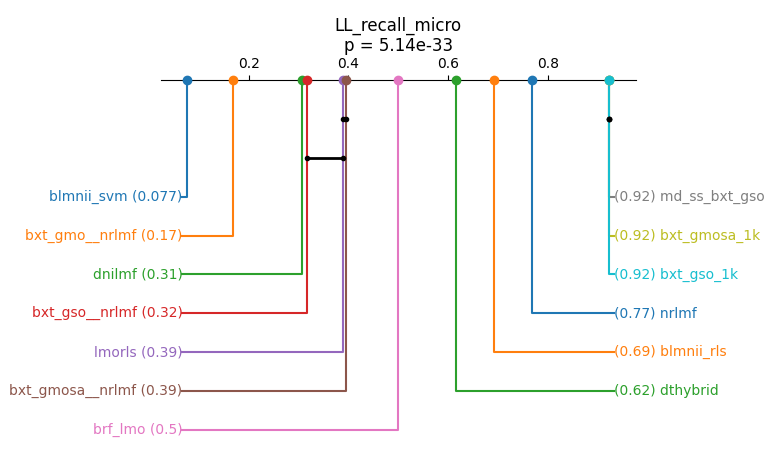 LL_recall_micro
p = 5.14e-33
0.2 0.4 0.6 0.8
blmnii_svm (0.077) (0.92) md_ss_bxt_gso
bxt_gmo__nrlmf (0.17) (0.92) bxt_gmosa_1k
dnilmf (0.31) (0.92) bxt_gso_1k
bxt_gso__nrlmf (0.32) (0.77) nrlmf
lmorls (0.39) (0.69) blmnii_rls
bxt_gmosa__nrlmf (0.39) (0.62) dthybrid
brf_lmo (0.5)